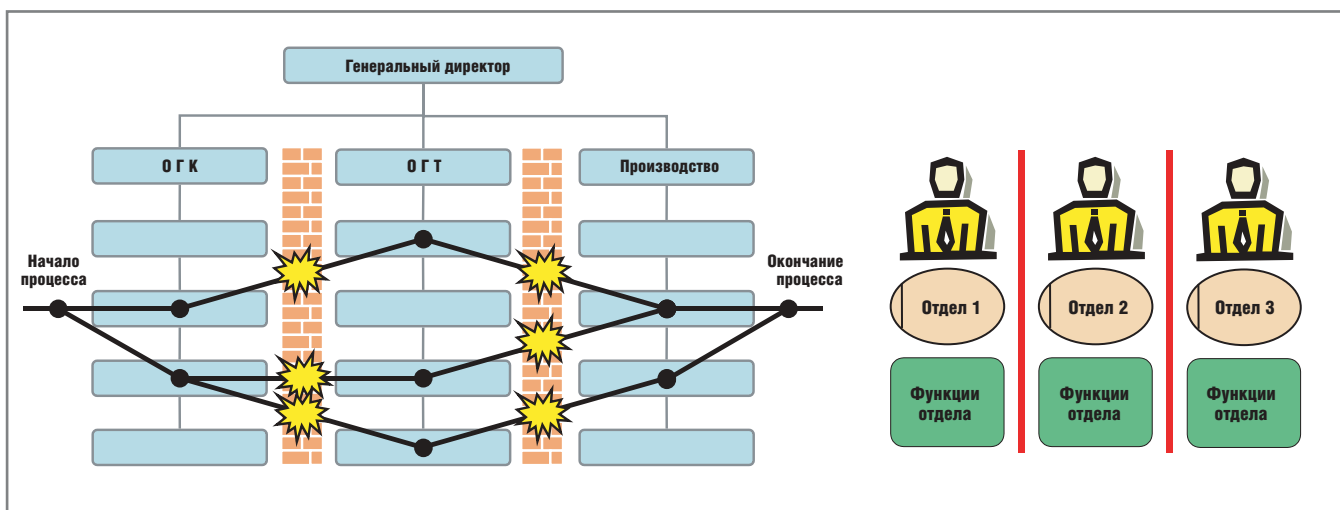 Генеральный директор
О Г К
О Г Т
Производство
Начало
процесса
Окончание
процесса
Отдел 1
Отдел 2
Отдел 3
Функции
отдела
Функции
отдела
Функции
отдела